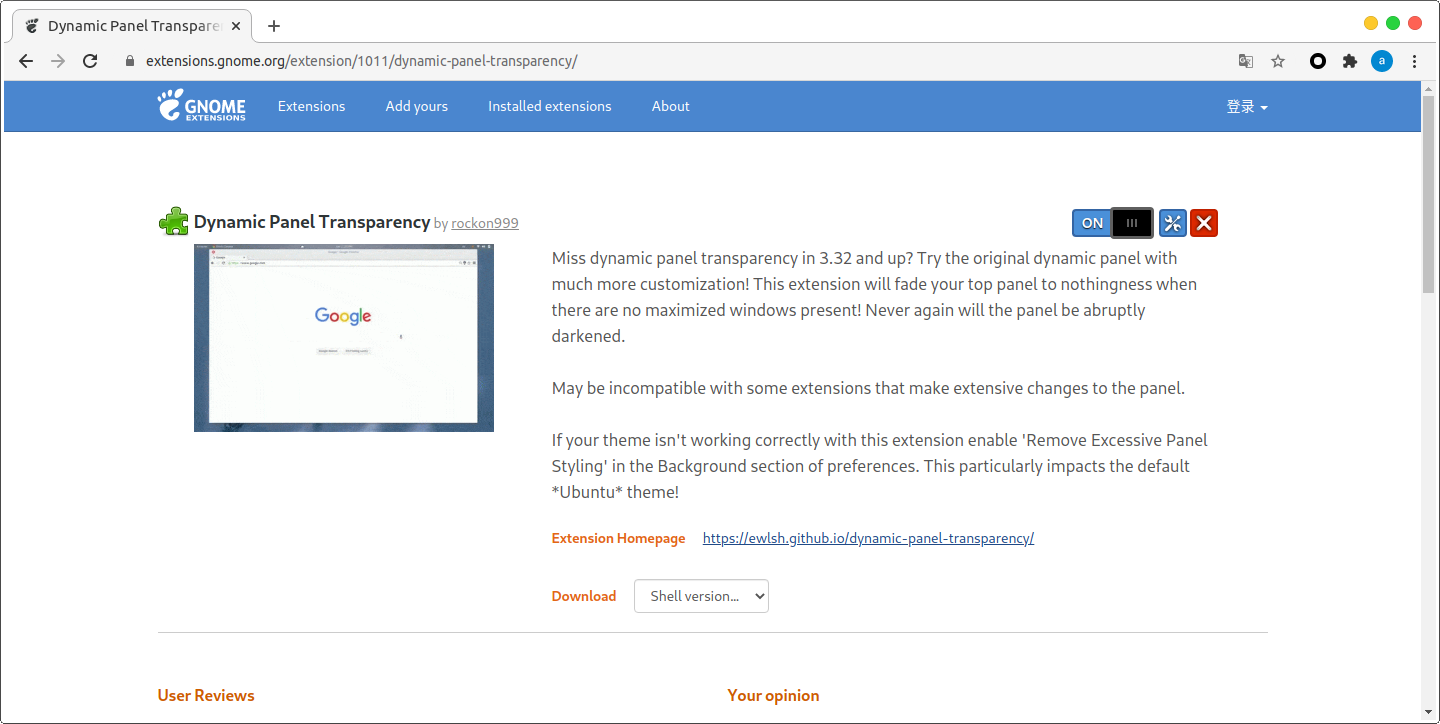 Dynamic Panel Transpare
extensions.gnome.org/extension/1011/dynamic-panel-transparency/
a
GNOME
EXTENSIONS
Extensions
Add yours
Installed extensions
About
登录
Dynamic Panel Transparency by rockon999
ON
Google
Miss dynamic panel transparency in 3.32 and up? Try the original dynamic panel with
much more customization! This extension will fade your top panel to nothingness when
there are no maximized windows present! Never again will the panel be abruptly
darkened.
May be incompatible with some extensions that make extensive changes to the panel.
If your theme isn't working correctly with this extension enable 'Remove Excessive Panel
Styling' in the Background section of preferences. This particularly impacts the default
*Ubuntu* theme!
Extension Homepage https://ewlsh.github.io/dynamic-panel-transparency/
Download Shell version...
User Reviews
Your opinion